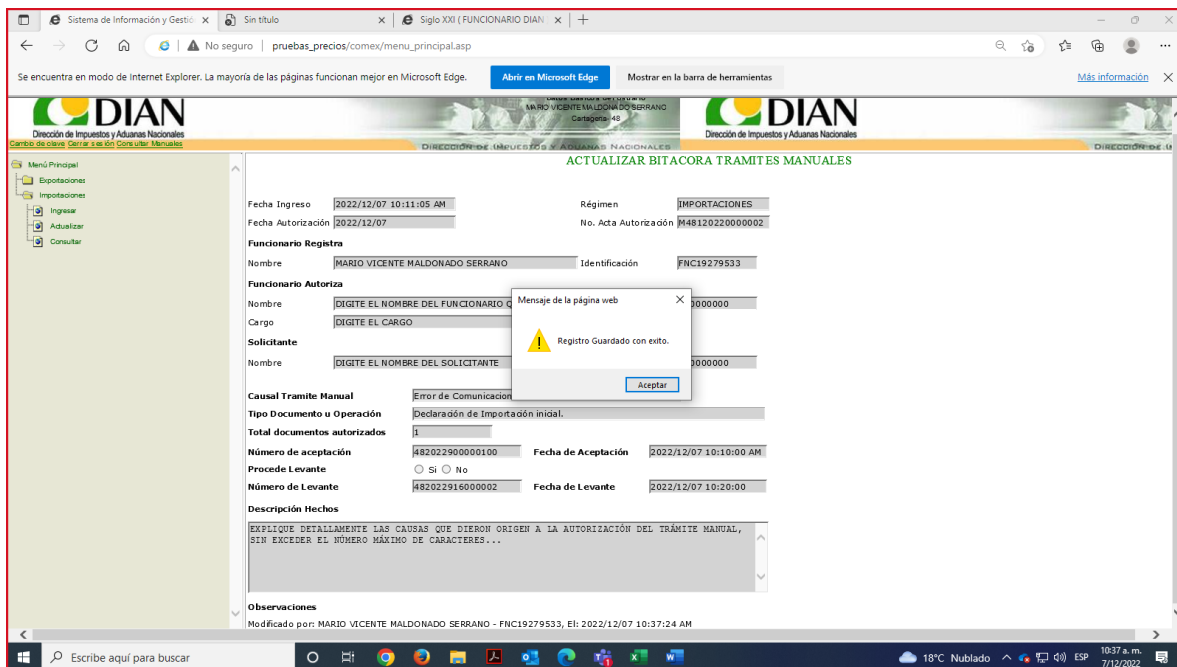 Sistema de Información y Gestió
Sin título
Siglo XXI ( FUNCIONARIO DIAN
No seguro
pruebas_precios/comex/menu_principal.asp
Se encuentra en modo de Internet Explorer. La mayoría de las páginas funcionan mejor en Microsoft Edge.
Abrir en Microsoft Edge
Mostrar en la barra de herramientas
Más información
DIAN
Dirección de Impuestos y Aduanas Nacionales
MARIO VICENTE MALDONADO SERRANO
Cartagena- 48
DIRECCIÓN DE IMPUESTOS Y ADUANAS NACIONALES
DIAN
Dirección de Impuestos y Aduanas Nacionales
DIRECCIÓN DE
Cambio de clave Cerrar sesión Consultar Manuales
Menú Principal
Exportaciones
Importaciones
Ingresar
Actualizar
Consultar
ACTUALIZAR BITACORA TRAMITES MANUALES
Fecha Ingreso 2022/12/07 10:11:05 AM Régimen IMPORTACIONES
Fecha Autorización 2022/12/07 No. Acta Autorización M48120220000002
Funcionario Registra
Nombre MARIO VICENTE MALDONADO SERRANO Identificación FNC19279533
Funcionario Autoriza
Nombre DIGITE EL NOMBRE DEL FUNCIONARIO Q
Cargo DIGITE EL CARGO
Solicitante
Nombre DIGITE EL NOMBRE DEL SOLICITANTE
Mensaje de la página web
Registro Guardado con exito.
Aceptar
Causal Tramite Manual Error de Comunicacion
Tipo Documento u Operación Declaración de Importación inicial.
Total documentos autorizados 1
Número de aceptación 482022900000100 Fecha de Aceptación 2022/12/07 10:10:00 AM
Procede Levante Si No
Número de Levante 482022916000002 Fecha de Levante 2022/12/07 10:20:00
Descripción Hechos
EXPLIQUE DETALLAMENTE LAS CAUSAS QUE DIERON ORIGEN A LA AUTORIZACIÓN DEL TRÁMITE MANUAL,
SIN EXCEDER EL NÚMERO MÁXIMO DE CARACTERES...
Observaciones
Modificado por: MARIO VICENTE MALDONADO SERRANO - FNC19279533, El: 2022/12/07 10:37:24 AM
Escribe aquí para buscar
18°C Nublado
ESP
10:37 a. m.
7/12/2022